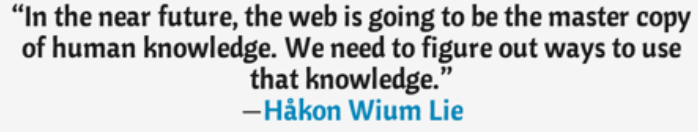 “In the near future, the web is going to be the master copy
of human knowledge. We need to figure out ways to use
that knowledge.”
—Håkon Wium Lie